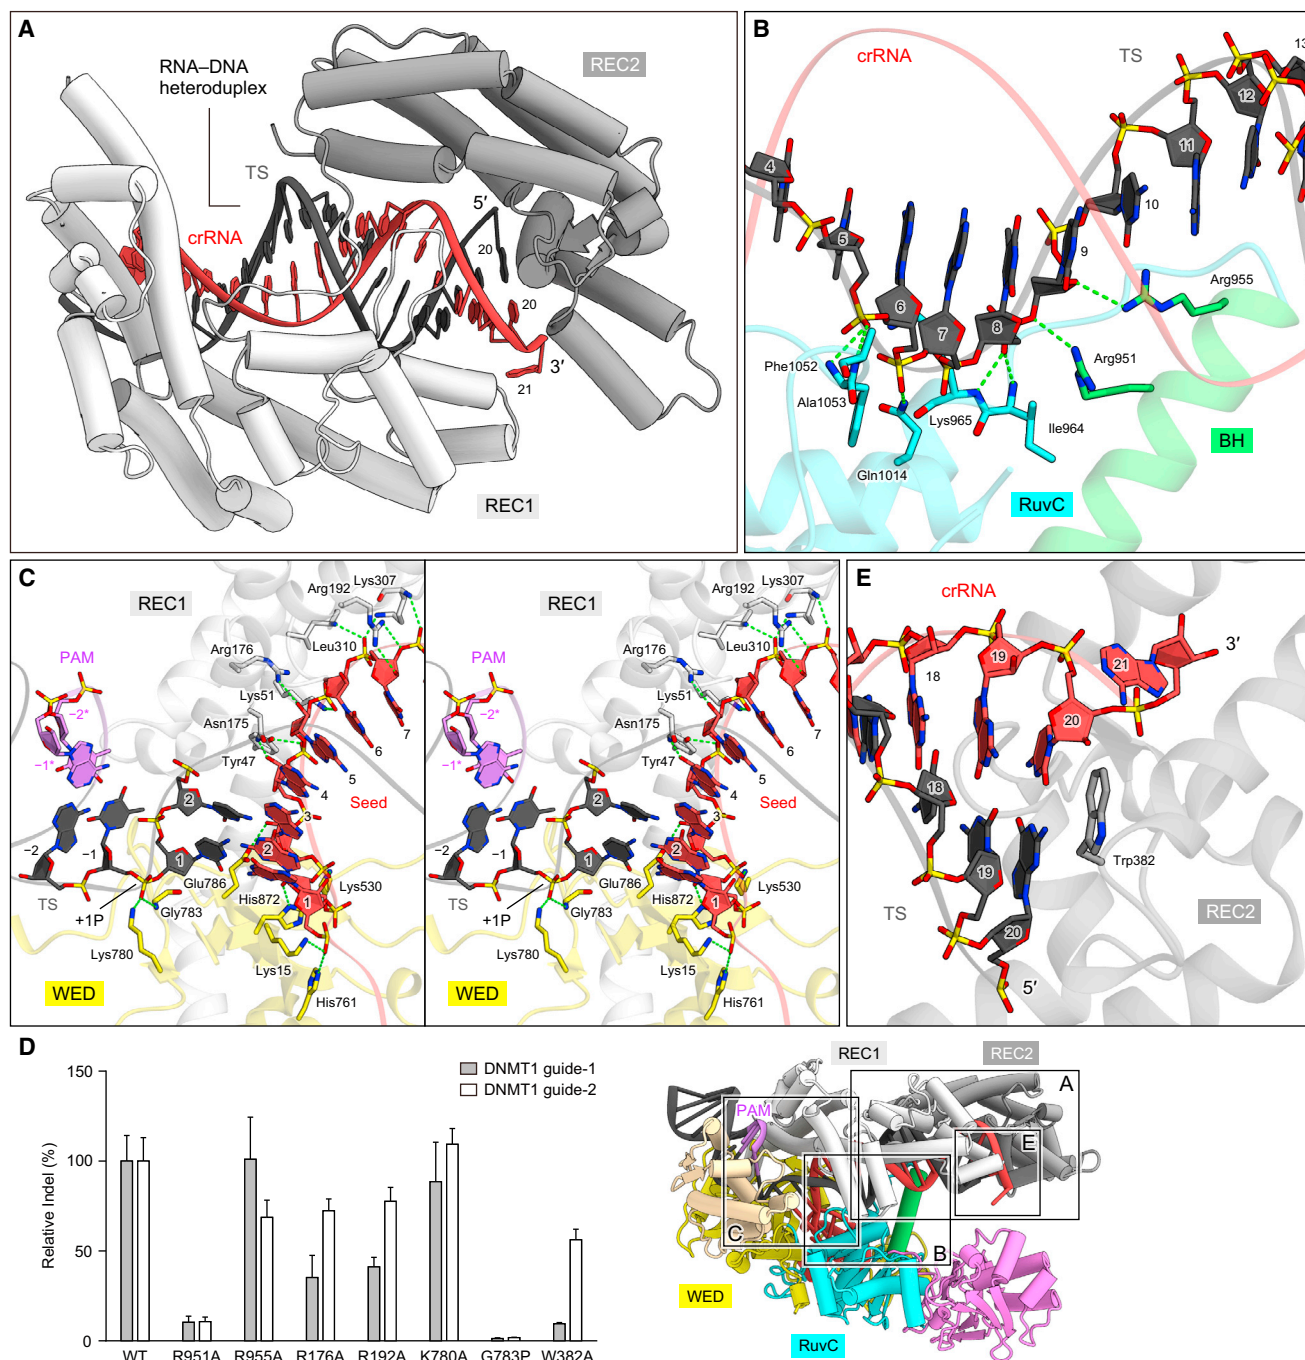 A
RNA–DNA
heteroduplex
REC2
TS
crRNA
5′
20
20
3′
21
REC1
B
crRNA
TS
13
12
11
10
9
4
5
6
7
8
Arg955
Arg951
Phe1052
Ala1053
Lys965
Ile964
Gln1014
BH
RuvC
C
REC1
Arg192
Lys307
Leu310
Arg176
PAM
Lys51
−2*
Asn175
−1*
Tyr47
7
6
5
4
Seed
3
2
2
1
1
−2
−1
Glu786
Lys530
His872
TS
+1P
Gly783
Lys780
Lys15
WED
His761
REC1
Arg192
Lys307
Leu310
Arg176
PAM
Lys51
−2*
Asn175
−1*
Tyr47
7
6
5
4
Seed
3
2
2
1
1
−2
−1
Glu786
Lys530
His872
TS
+1P
Gly783
Lys780
Lys15
WED
His761
E
crRNA
3′
21
19
18
20
18
Trp382
19
TS
REC2
20
5′
D
150
100
50
0
Relative Indel (%)
DNMT1 guide-1
DNMT1 guide-2
WT R951A R955A R176A R192A K780A G783P W382A
REC1
REC2
A
PAM
E
C
B
WED
RuvC